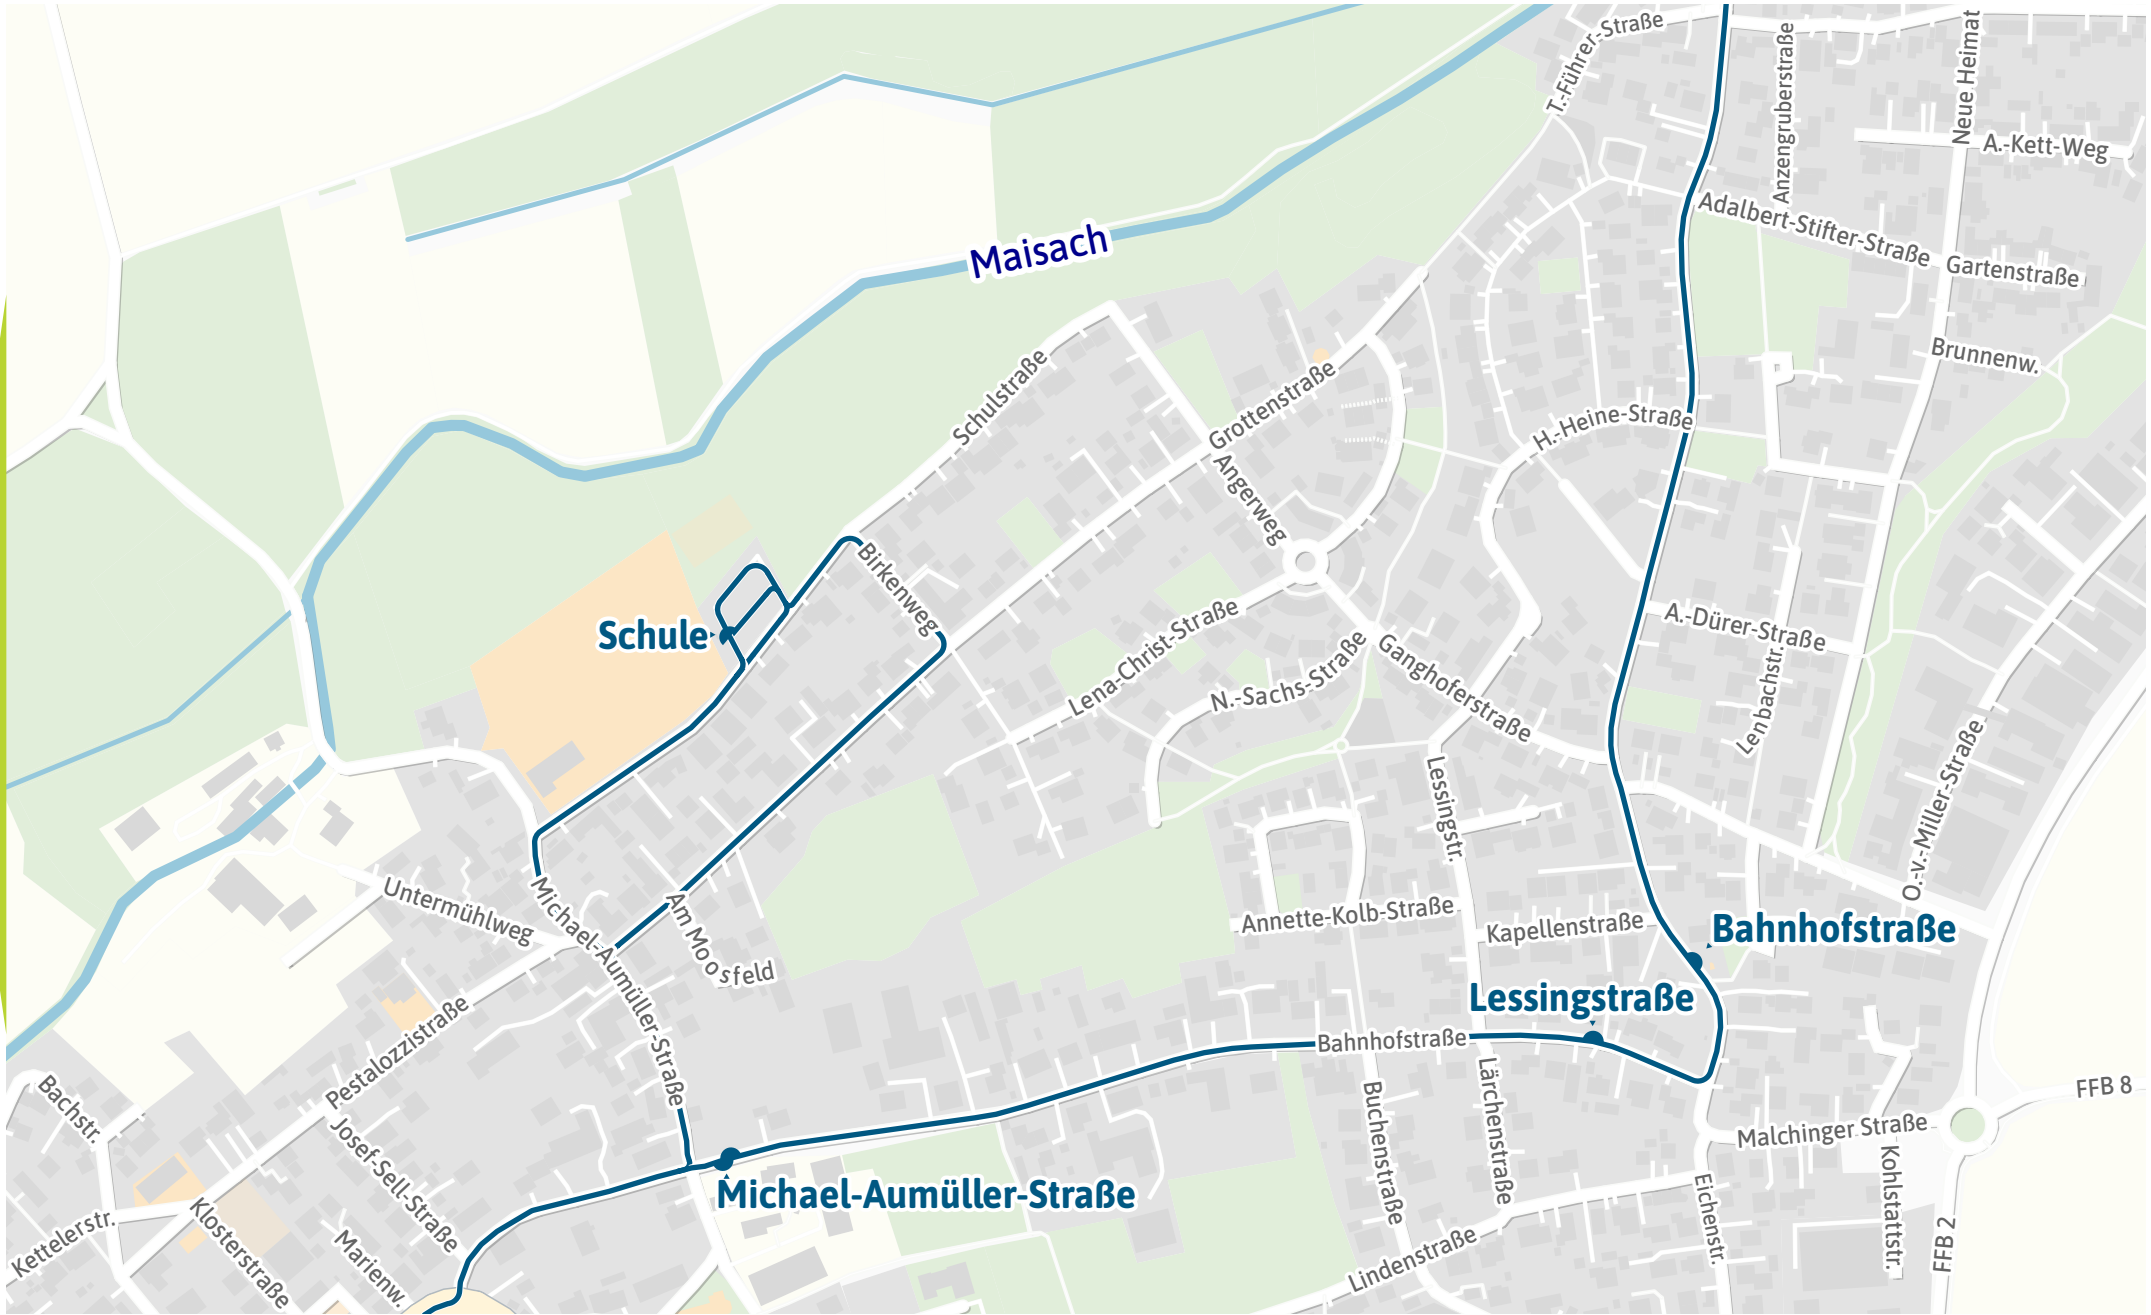 T.-Führer-Straße
Anzengruberstraße
Neue Heimat
A.-Kett-Weg
Adalbert-Stifter-Straße
Gartenstraße
Maisach
Brunnenw.
Schulstraße
Grottenstraße
H.-Heine-Straße
Angerweg
Birkenweg
Schule
Lena-Christ-Straße
N.-Sachs-Straße
Ganghoferstraße
A.-Dürer-Straße
Lenbachstr.
O.-v.-Miller-Straße
Lessingstr.
Untermühlweg
Michael-Aumüller-Straße
Am Moosfeld
Annette-Kolb-Straße
Kapellenstraße
Bahnhofstraße
Lessingstraße
Bahnhofstraße
Pestalozzistraße
Bachstr.
Josef-Sell-Straße
Buchenstraße
Lärchenstraße
Malchinger Straße
FFB 8
Kohlstattstr.
Eichenstr.
FFB 2
Michael-Aumüller-Straße
Kettelerstr.
Klosterstraße
Marienw.
Lindenstraße